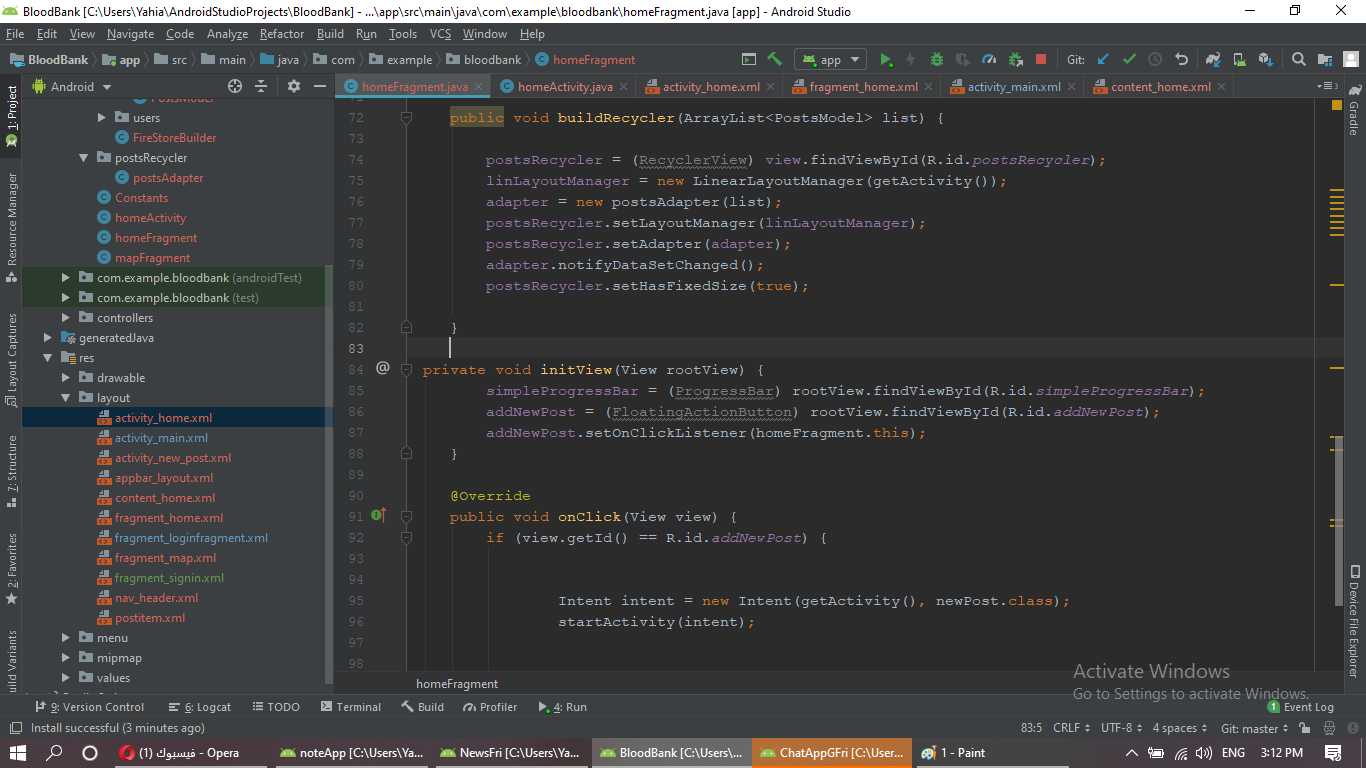 BloodBank [C:\Users\Yahia\AndroidStudioProjects\BloodBank] - ...\app\src\main\java\com\example\bloodbank\homeFragment.java [app] - Android Studio
File Edit View Navigate Code Analyze Refactor Build Run Tools VCS Window Help
BloodBank app src main java com example bloodbank homeFragment app Git:
Android
homeFragment.java homeActivity.java activity_home.xml fragment_home.xml activity_main.xml content_home.xml
1: Project
Resource Manager
Layout Captures
7: Structure
2: Favorites
uild Variants
PostsModel
users
FireStoreBuilder
postsRecycler
postsAdapter
Constants
homeActivity
homeFragment
mapFragment
com.example.bloodbank (androidTest)
com.example.bloodbank (test)
controllers
generatedJava
res
drawable
layout
activity_home.xml
activity_main.xml
activity_new_post.xml
appbar_layout.xml
content_home.xml
fragment_home.xml
fragment_loginfragment.xml
fragment_map.xml
fragment_signin.xml
nav_header.xml
postitem.xml
menu
mipmap
values
72 public void buildRecycler(ArrayList<PostsModel> list) {
73
74 postsRecycler = (RecyclerView) view.findViewById(R.id.postsRecycler);
75 linLayoutManager = new LinearLayoutManager(getActivity());
76 adapter = new postsAdapter(list);
77 postsRecycler.setLayoutManager(linLayoutManager);
78 postsRecycler.setAdapter(adapter);
79 adapter.notifyDataSetChanged();
80 postsRecycler.setHasFixedSize(true);
81
82 }
83
84 @ private void initView(View rootView) {
85 simpleProgressBar = (ProgressBar) rootView.findViewById(R.id.simpleProgressBar);
86 addNewPost = (FloatingActionButton) rootView.findViewById(R.id.addNewPost);
87 addNewPost.setOnClickListener(homeFragment.this);
88 }
89
90 @Override
91 public void onClick(View view) {
92 if (view.getId() == R.id.addNewPost) {
93
94
95 Intent intent = new Intent(getActivity(), newPost.class);
96 startActivity(intent);
97
98
homeFragment
Gradle
Device File Explorer
Activate Windows
Go to Settings to activate Windows.
9: Version Control 6: Logcat TODO Terminal Build Profiler 4: Run 1 Event Log
Install successful (3 minutes ago) 83:5 CRLF UTF-8 4 spaces Git: master
(1) فيسبوك - Opera noteApp [C:\Users\Ya... NewsFri [C:\Users\Ya... BloodBank [C:\Users\... ChatAppGFri [C:\User... 1 - Paint ENG 3:12 PM